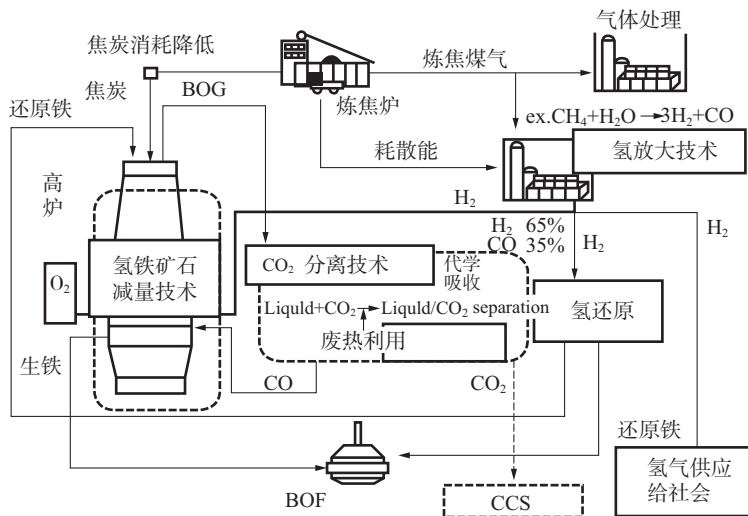 气体处理
焦炭消耗降低
炼焦煤气
焦炭
BOG
炼焦炉
还原铁
ex.CH₄+H₂O→3H₂+CO
耗散能
氢放大技术
高炉
H₂
H₂ 65%
CO 35%
H₂
H₂
CO₂ 分离技术
代学
吸收
O₂
氢铁矿石
减量技术
Liquld+CO₂→Liquld/CO₂ separation
氢还原
废热利用
生铁
CO
CO₂
还原铁
氢气供应
给社会
BOF
CCS